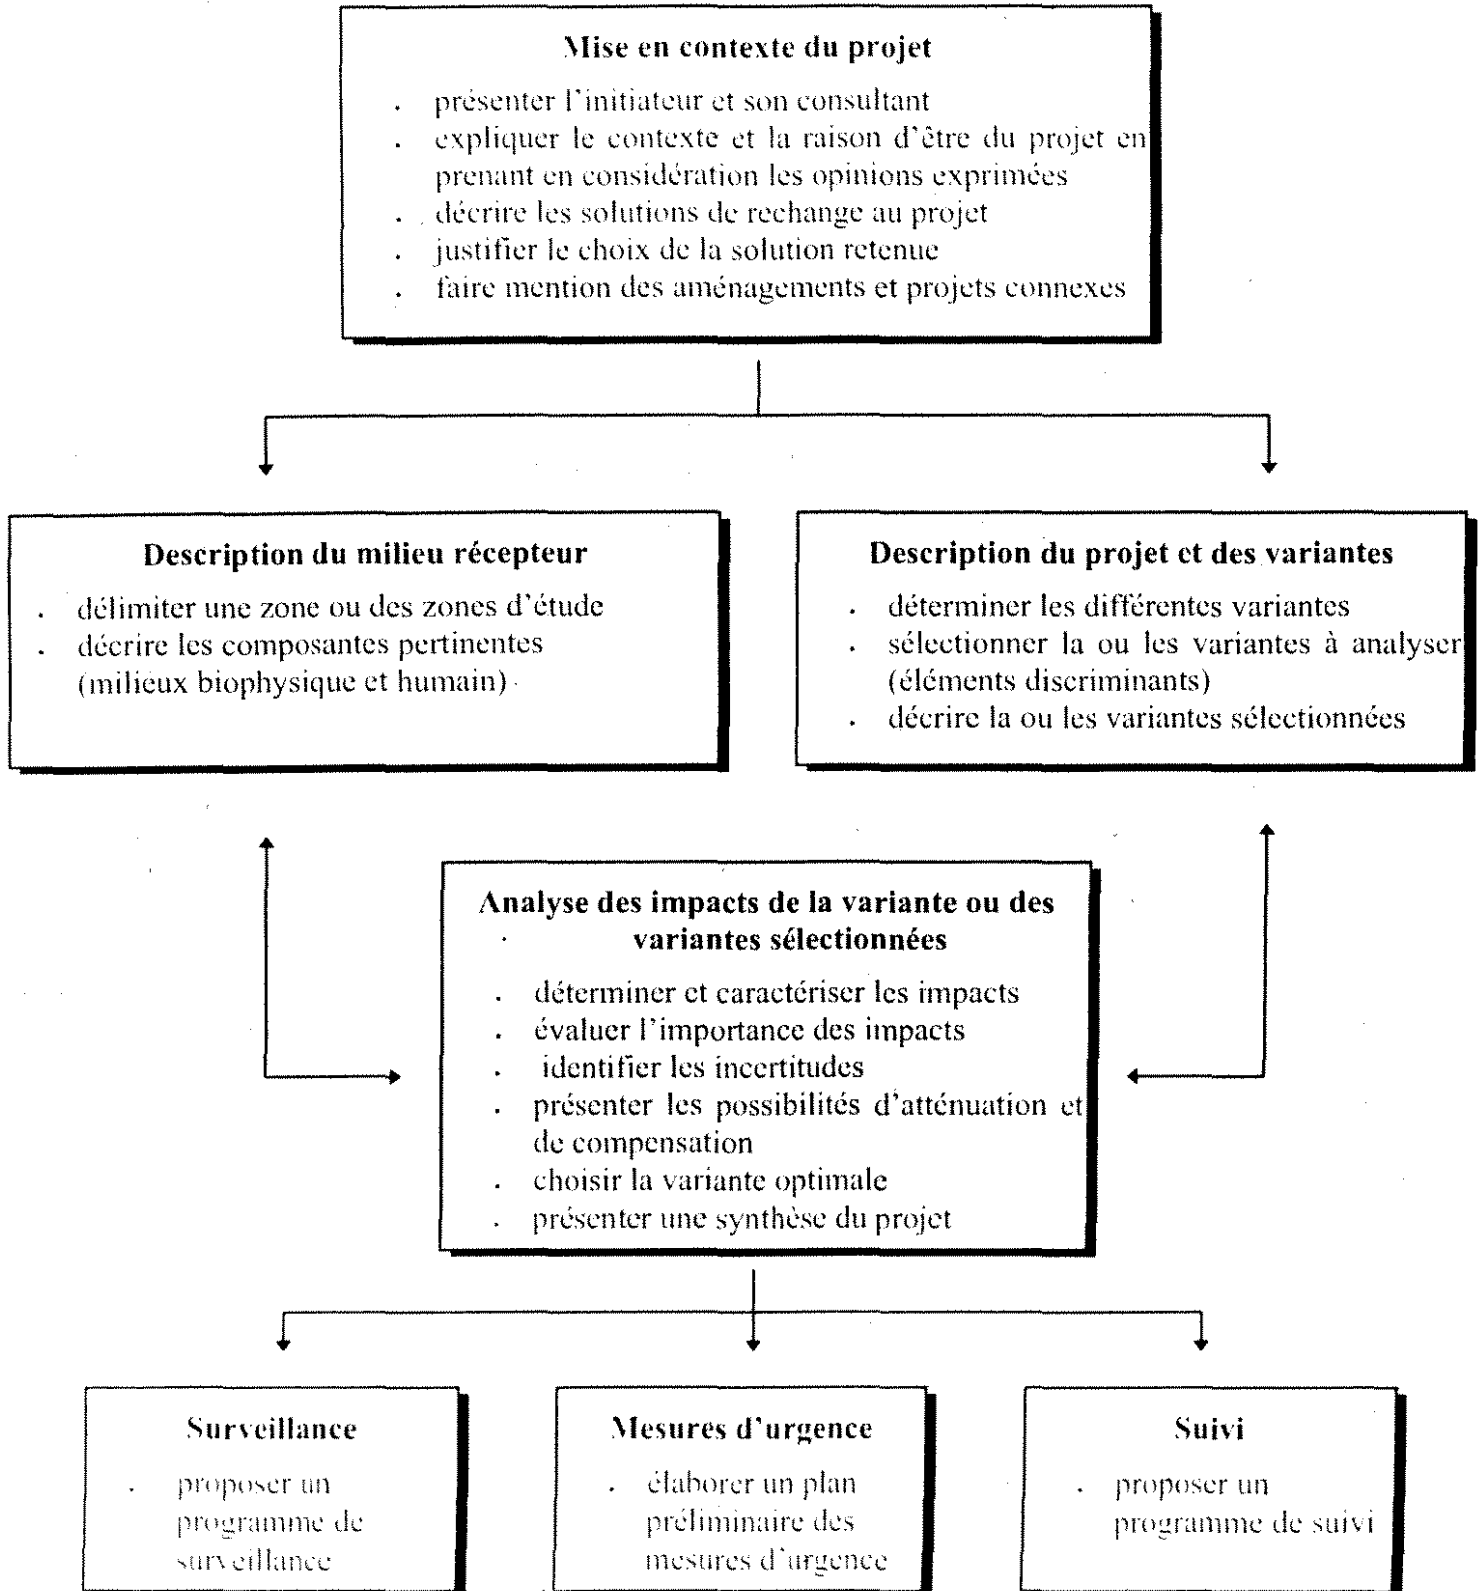 Mise en contexte du projet
. présenter l'initiateur et son consultant
. expliquer le contexte et la raison d'être du projet en
prenant en considération les opinions exprimées
. décrire les solutions de rechange au projet
. justifier le choix de la solution retenue
. faire mention des aménagements et projets connexes
Description du milieu récepteur
. délimiter une zone ou des zones d'étude
. décrire les composantes pertinentes
(milieux biophysique et humain)
Description du projet et des variantes
. déterminer les différentes variantes
. sélectionner la ou les variantes à analyser
(éléments discriminants)
. décrire la ou les variantes sélectionnées
Analyse des impacts de la variante ou des
variantes sélectionnées
. déterminer et caractériser les impacts
. évaluer l'importance des impacts
. identifier les incertitudes
. présenter les possibilités d'atténuation et
de compensation
. choisir la variante optimale
. présenter une synthèse du projet
Surveillance
. proposer un
programme de
surveillance
Mesures d'urgence
. élaborer un plan
préliminaire des
mesures d'urgence
Suivi
. proposer un
programme de suivi